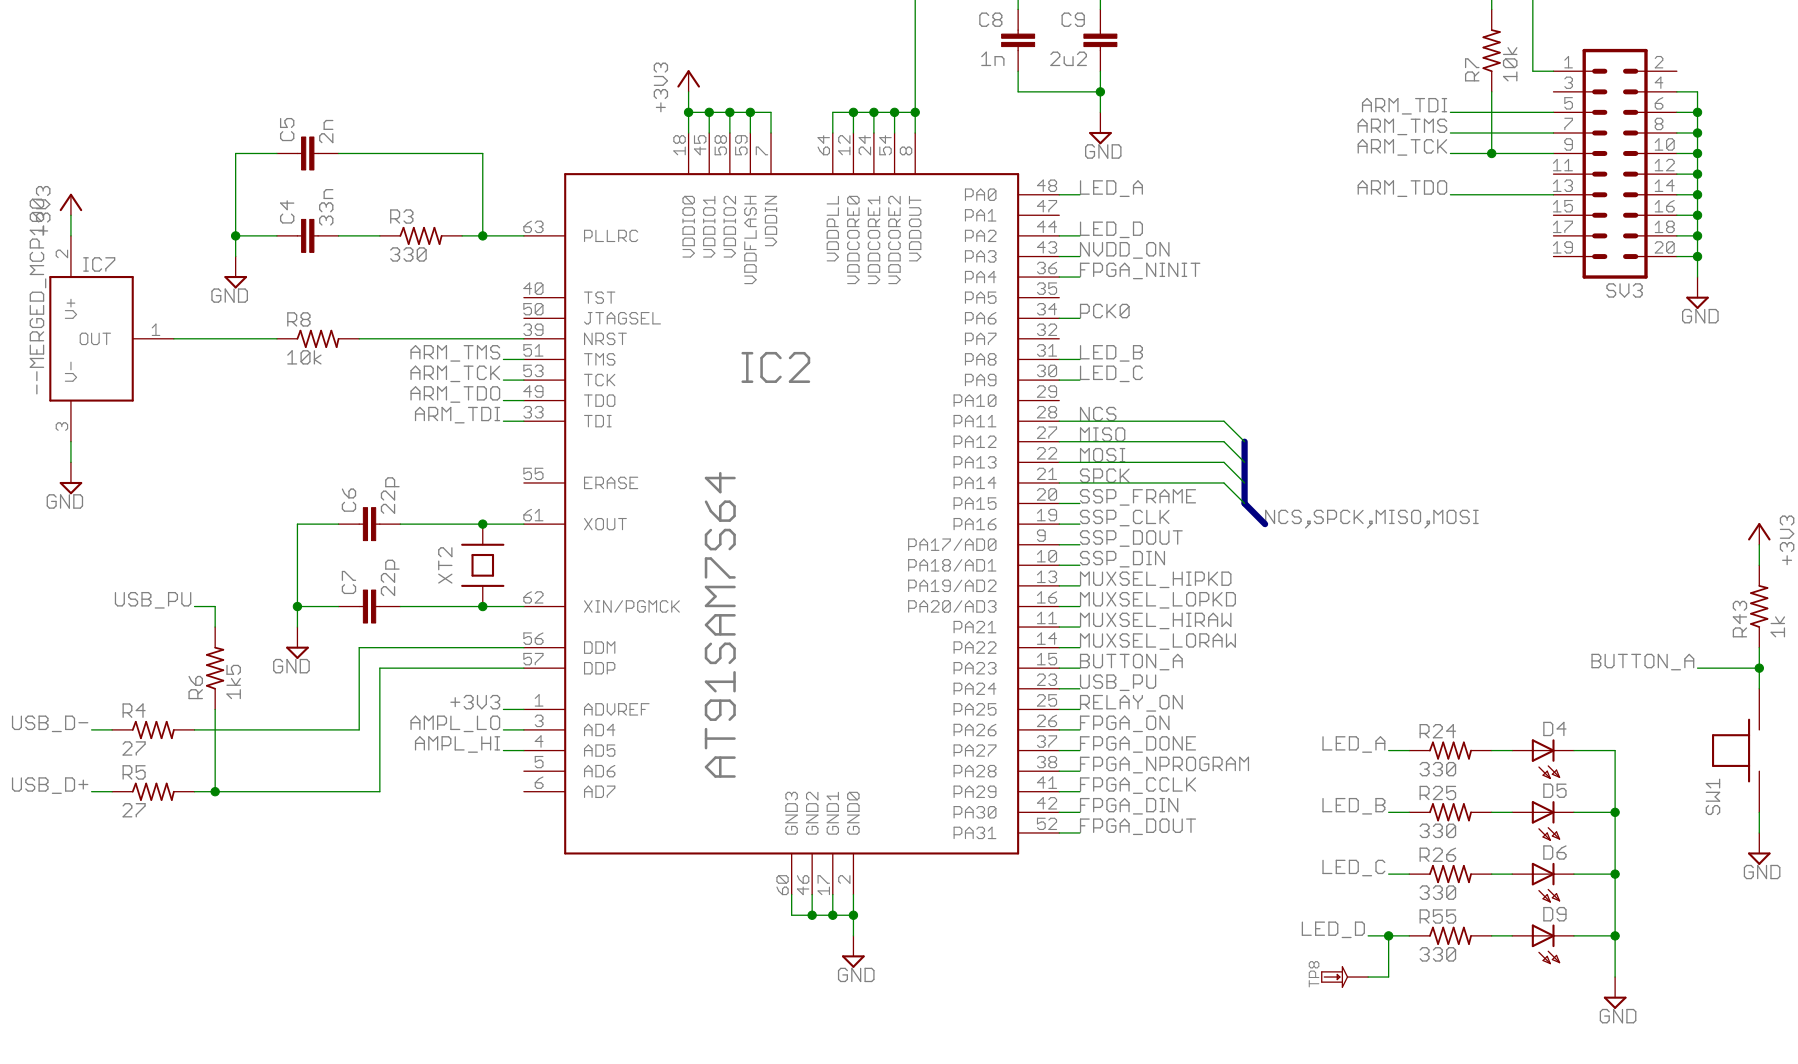 C8
1n
C9
2u2
R7
10k
+3V3
18
45
58
59
7
64
12
24
54
8
GND
C5
2n
C4
33n
R3
330
GND
63
PLLRC
VDDIO0
VDDIO1
VDDIO2
VDDFLASH
VDDIN
VDDPLL
VDDCORE0
VDDCORE1
VDDCORE2
VDDOUT
+3V3
--MERGED_MCP1003
2
IC7
V+
OUT
V-
1
3
GND
R8
10k
40
TST
50
JTAGSEL
39
NRST
ARM_TMS
51
TMS
ARM_TCK
53
TCK
ARM_TDO
49
TDO
ARM_TDI
33
TDI
55
ERASE
C6
22p
61
XOUT
XT2
C7
22p
62
XIN/PGMCK
GND
USB_PU
R6
1k5
56
DDM
57
DDP
USB_D-
R4
27
USB_D+
R5
27
+3V3
1
ADVREF
AMPL_LO
3
AD4
AMPL_HI
4
AD5
5
AD6
6
AD7
IC2
AT91SAM7S64
GND3
GND2
GND1
GND0
60
46
17
2
GND
PA0 48 LED_A
PA1 47
PA2 44 LED_D
PA3 43 NVDD_ON
PA4 36 FPGA_NINIT
PA5 35
PA6 34 PCK0
PA7 32
PA8 31 LED_B
PA9 30 LED_C
PA10 29
PA11 28 NCS
PA12 27 MISO
PA13 22 MOSI
PA14 21 SPCK
PA15 20 SSP_FRAME
PA16 19 SSP_CLK
PA17/AD0 9 SSP_DOUT
PA18/AD1 10 SSP_DIN
PA19/AD2 13 MUXSEL_HIPKD
PA20/AD3 16 MUXSEL_LOPKD
PA21 11 MUXSEL_HIRAW
PA22 14 MUXSEL_LORAW
PA23 15 BUTTON_A
PA24 23 USB_PU
PA25 25 RELAY_ON
PA26 26 FPGA_ON
PA27 37 FPGA_DONE
PA28 38 FPGA_NPROGRAM
PA29 41 FPGA_CCLK
PA30 42 FPGA_DIN
PA31 52 FPGA_DOUT
NCS,SPCK,MISO,MOSI
1 2
3 4
ARM_TDI 5 6
ARM_TMS 7 8
ARM_TCK 9 10
11 12
ARM_TDO 13 14
15 16
17 18
19 20
SV3
GND
+3V3
R43
1k
BUTTON_A
SW1
GND
LED_A
R24
330
D4
LED_B
R25
330
D5
LED_C
R26
330
D6
LED_D
R55
330
D9
TP8
GND